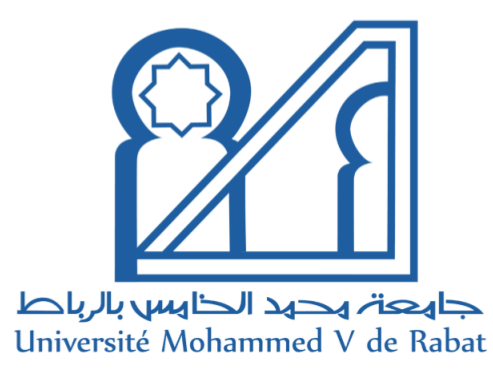 جامعة محمد الخامس بالرباط
Université Mohammed V de Rabat